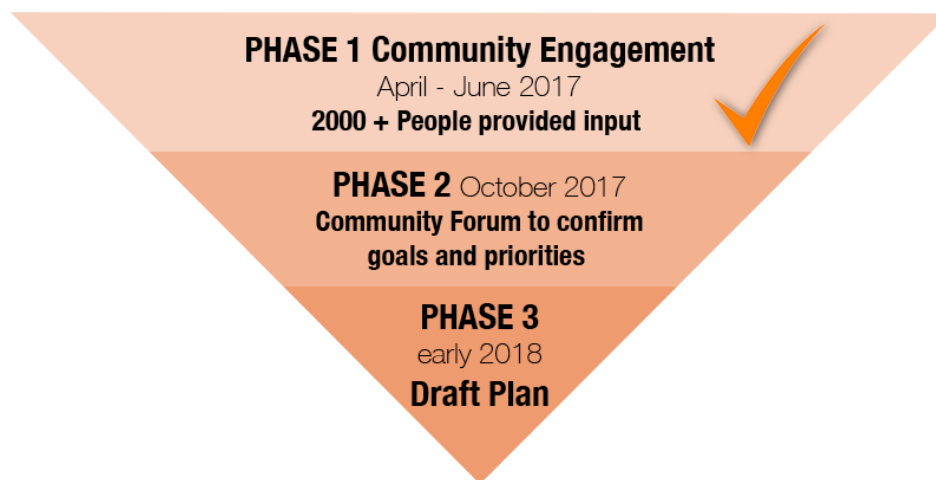 PHASE 1 Community Engagement
April - June 2017
2000 + People provided input
PHASE 2 October 2017
Community Forum to confirm
goals and priorities
PHASE 3
early 2018
Draft Plan